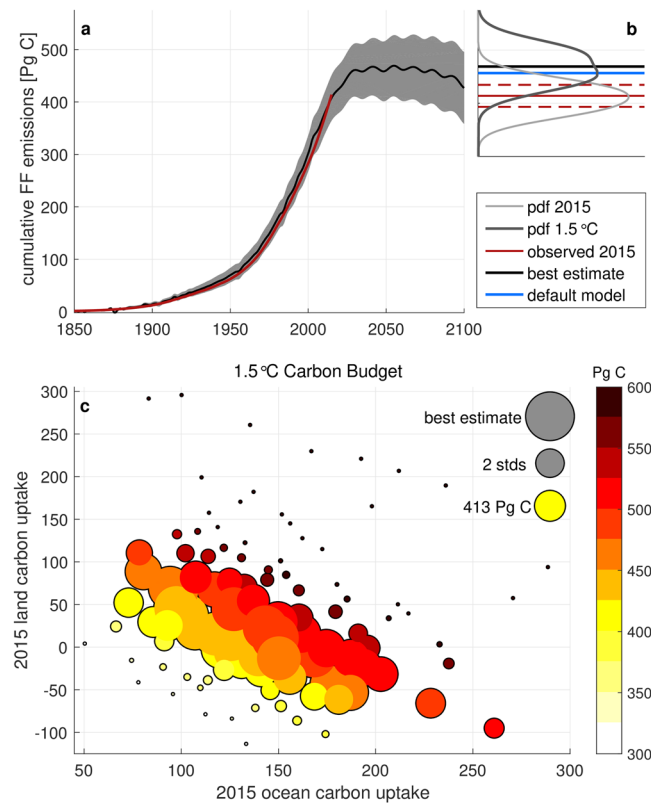 a
b
cumulative FF emissions [Pg C]
500
400
300
200
100
0
1850
1900
1950
2000
2050
2100
pdf 2015
pdf 1.5 °C
observed 2015
best estimate
default model
1.5°C Carbon Budget
Pg C
c
2015 land carbon uptake
300
250
200
150
100
50
0
-50
-100
50
100
150
200
250
300
2015 ocean carbon uptake
best estimate
2 stds
413 Pg C
600
550
500
450
400
350
300